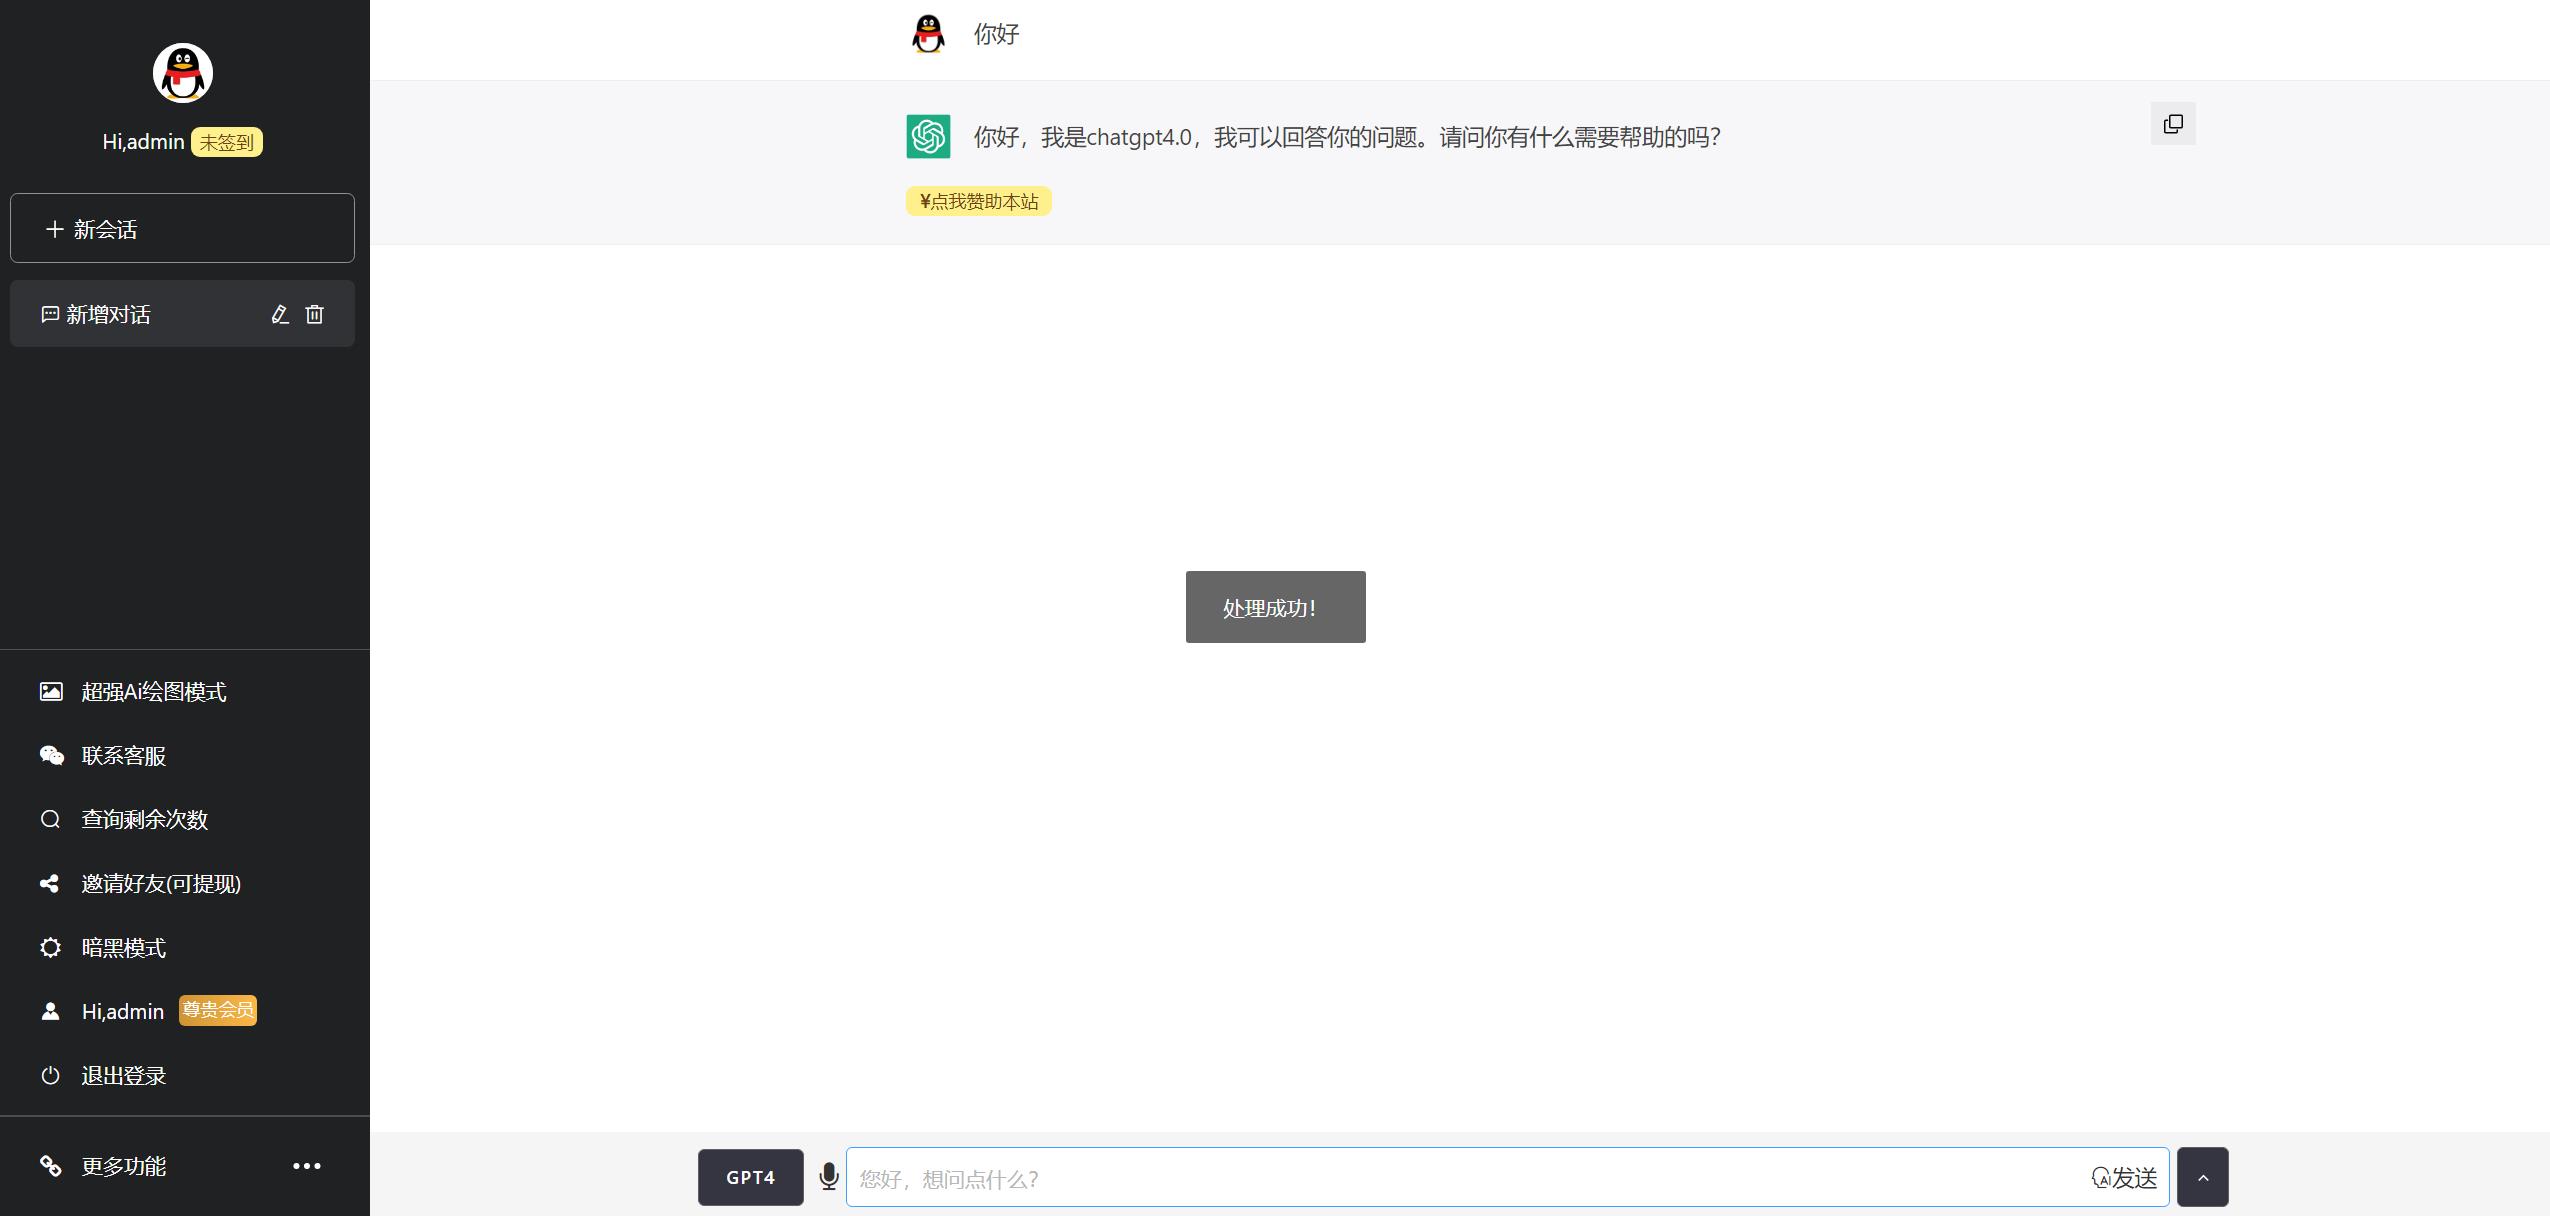 Hi,admin 未签到
新会话
新增对话
超强Ai绘图模式
联系客服
查询剩余次数
邀请好友(可提现)
暗黑模式
Hi,admin 尊贵会员
退出登录
更多功能
你好
你好，我是chatgpt4.0，我可以回答你的问题。请问你有什么需要帮助的吗？
¥点我赞助本站
处理成功！
GPT4
您好，想问点什么？
AI发送